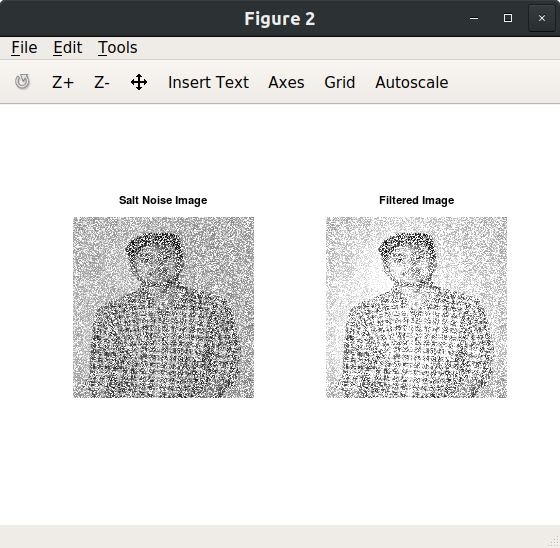 Figure 2
File Edit Tools
Z+ Z- Insert Text Axes Grid Autoscale
Salt Noise Image Filtered Image